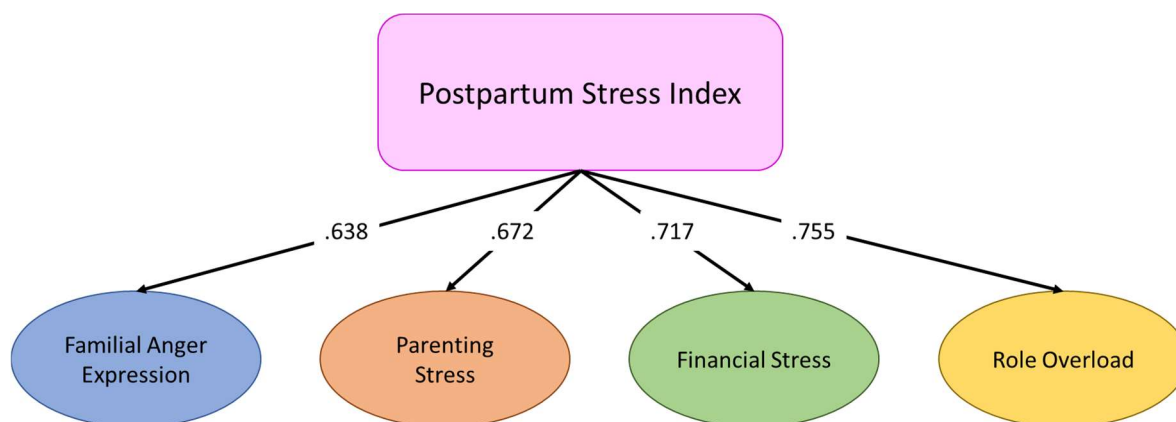 Postpartum Stress Index
.638
.672
.717
.755
Familial Anger
Expression
Parenting
Stress
Financial Stress
Role Overload